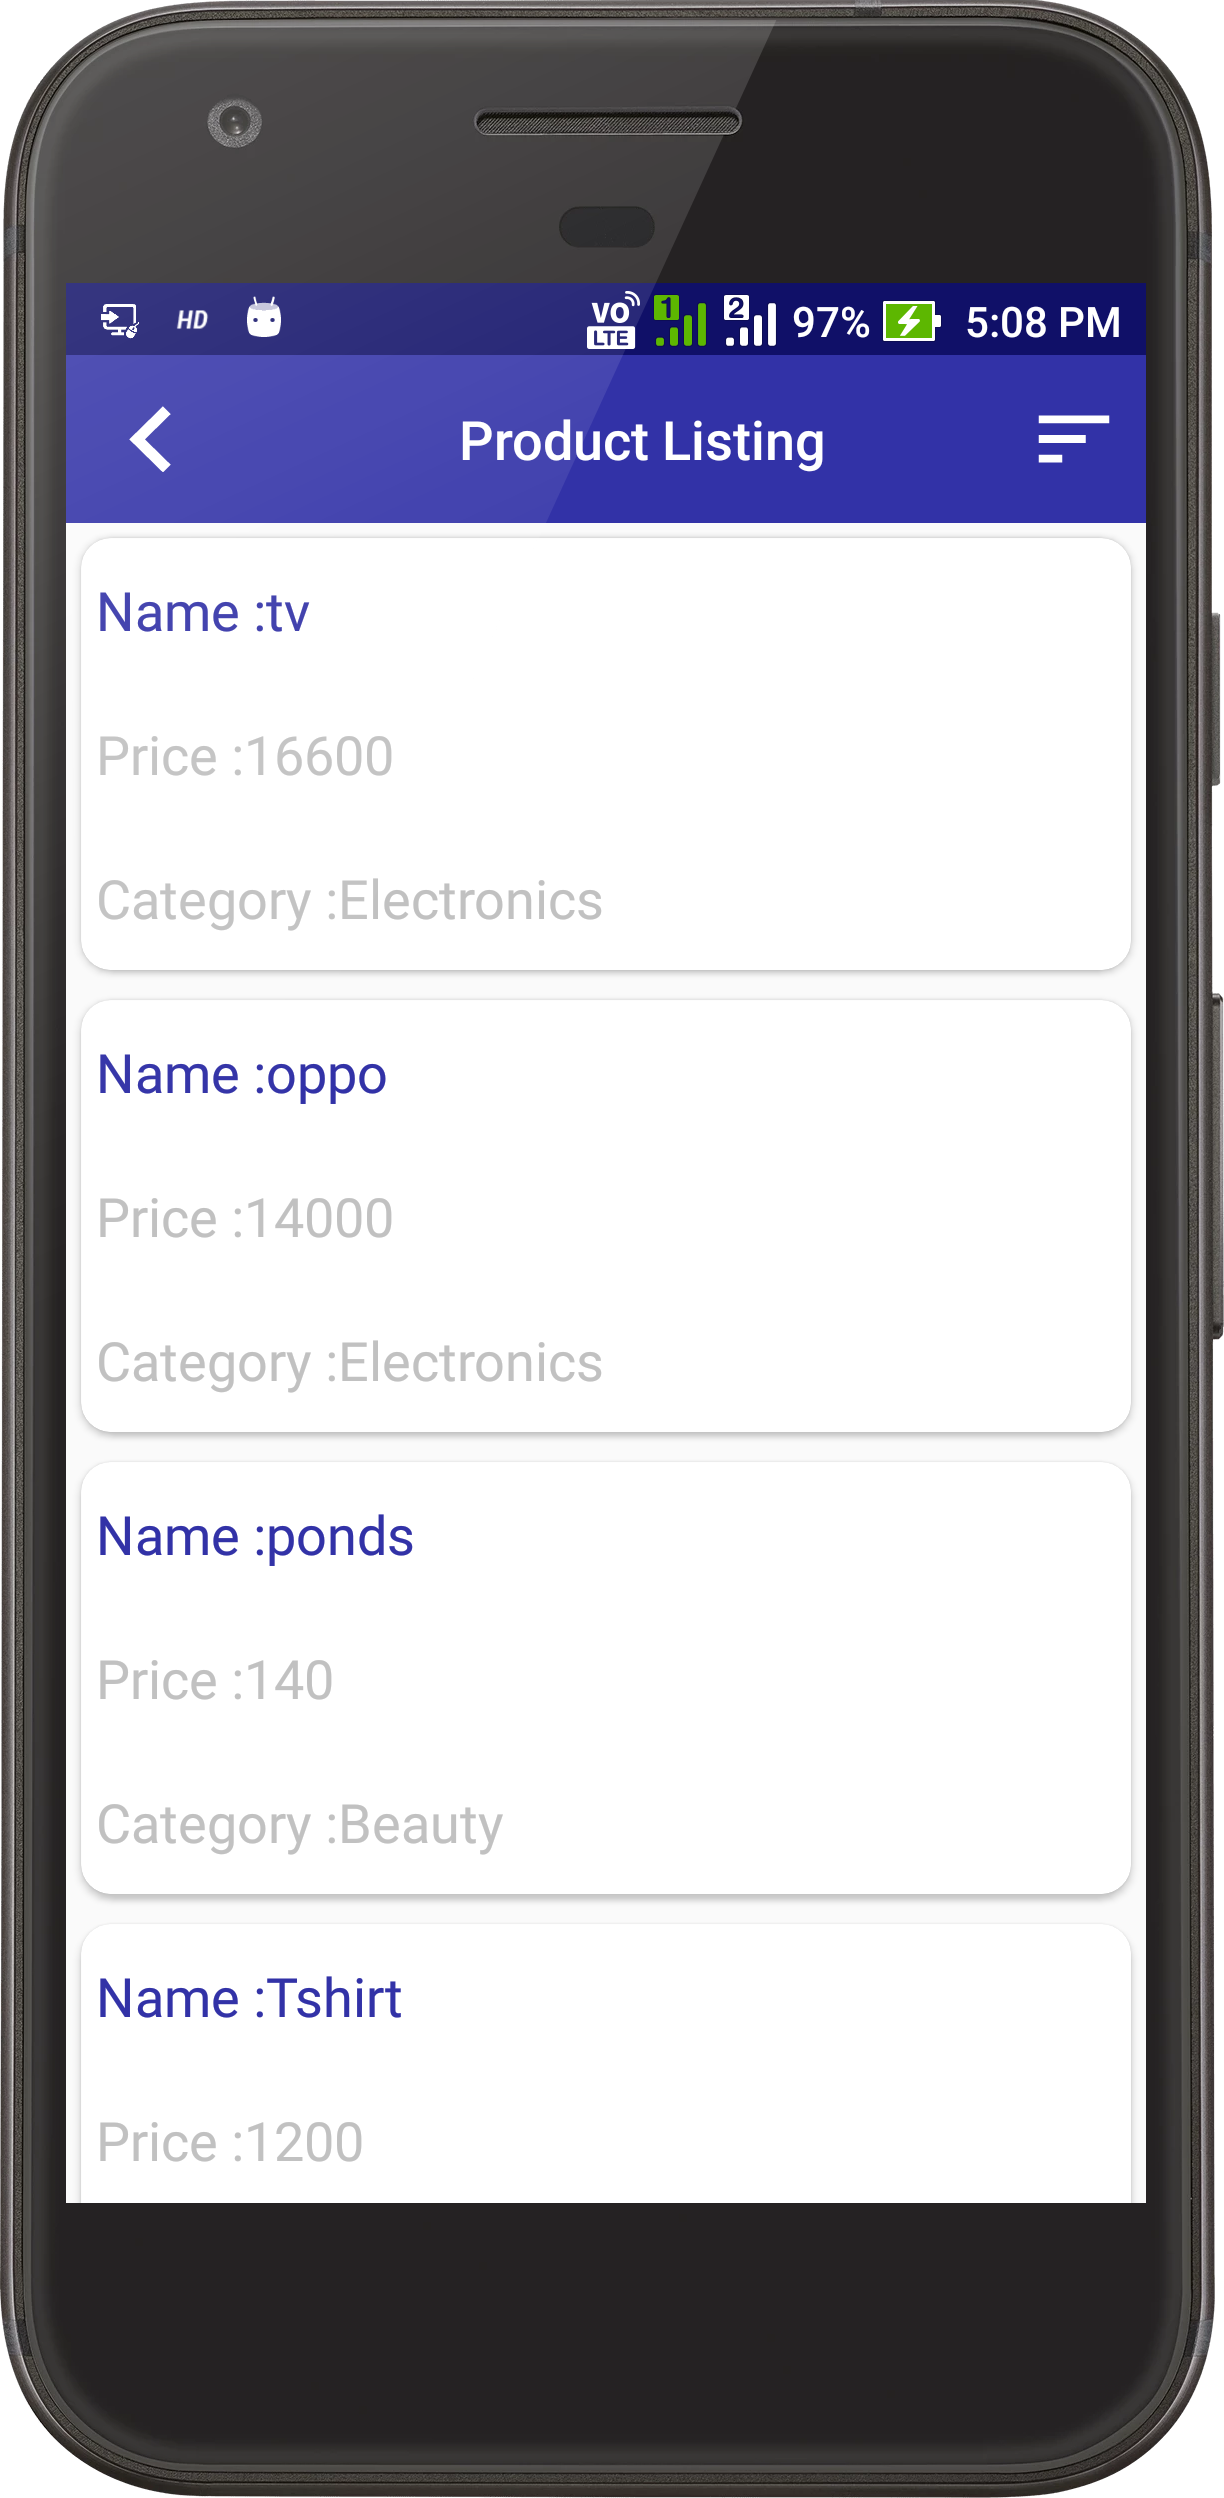 HD VO LTE 1 2 97% 5:08 PM
Product Listing
Name :tv
Price :16600
Category :Electronics
Name :oppo
Price :14000
Category :Electronics
Name :ponds
Price :140
Category :Beauty
Name :Tshirt
Price :1200